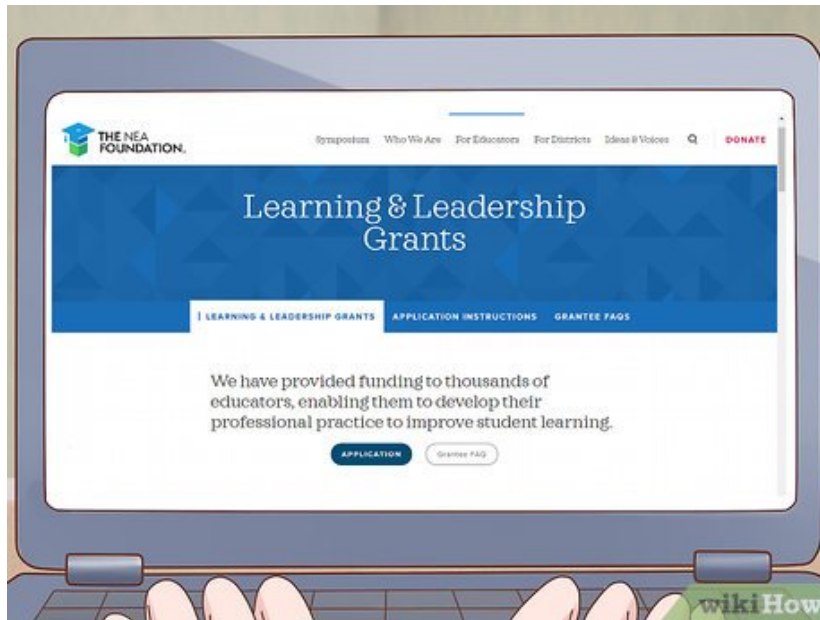 THE NEA
FOUNDATION.
Symposium Who We Are For Educators For Districts Ideas & Voices DONATE
Learning & Leadership
Grants
LEARNING & LEADERSHIP GRANTS APPLICATION INSTRUCTIONS GRANTEE FAQS
We have provided funding to thousands of
educators, enabling them to develop their
professional practice to improve student learning.
APPLICATION Grantee FAQ
wikiHow